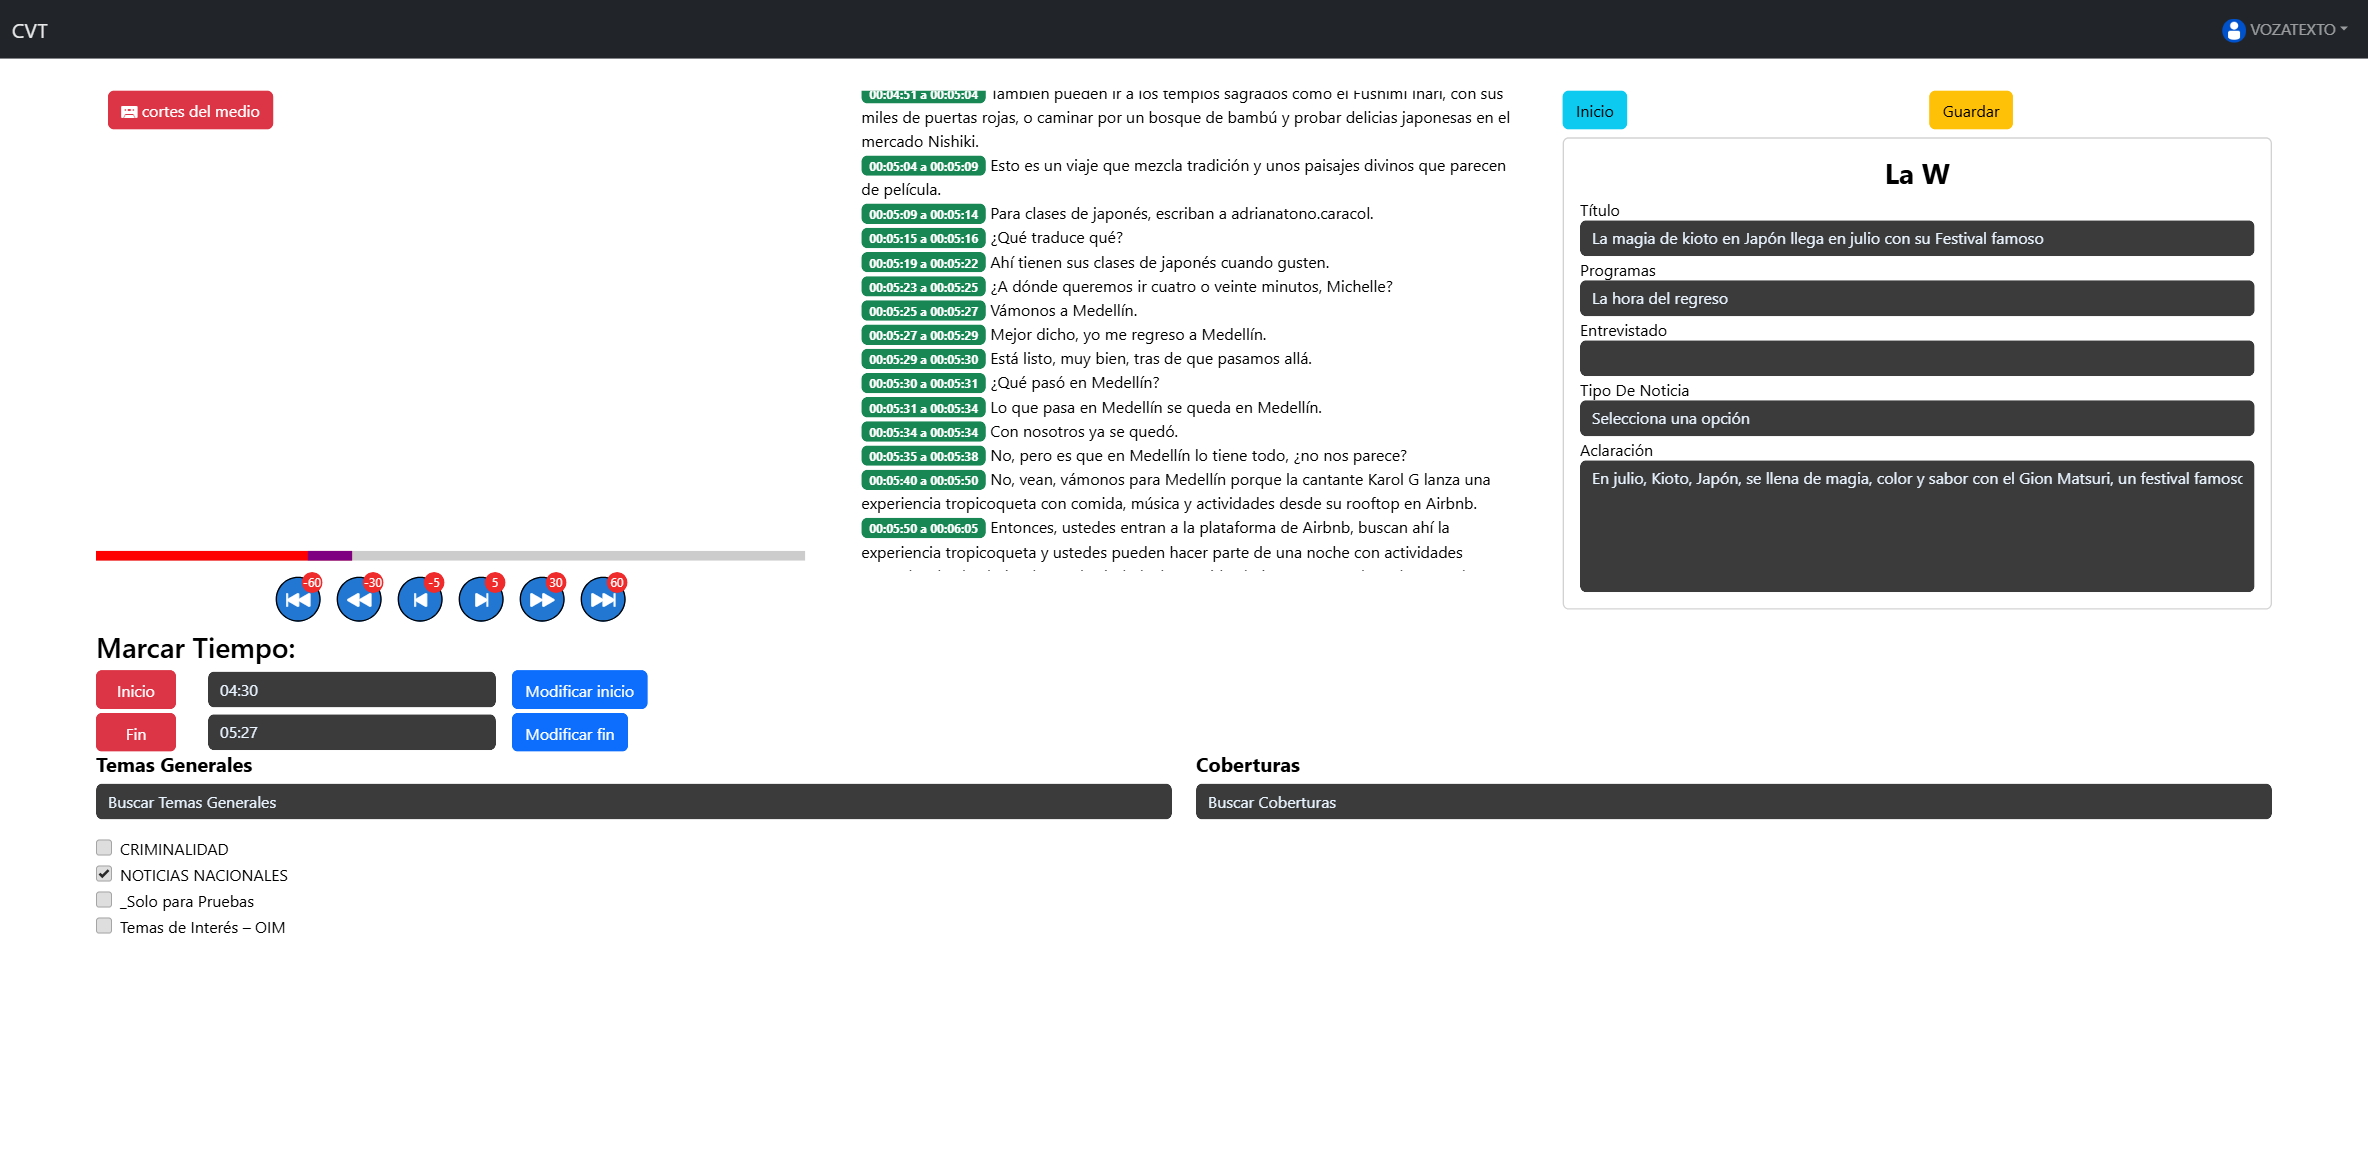 CVT
VOZATEXTO
cortes del medio
00:04:51 a 00:05:04 También pueden ir a los templos sagrados como el Fushimi Inari, con sus
miles de puertas rojas, o caminar por un bosque de bambú y probar delicias japonesas en el
mercado Nishiki.
00:05:04 a 00:05:09 Esto es un viaje que mezcla tradición y unos paisajes divinos que parecen
de película.
00:05:09 a 00:05:14 Para clases de japonés, escriban a adrianatono.caracol.
00:05:15 a 00:05:16 ¿Qué traduce qué?
00:05:19 a 00:05:22 Ahí tienen sus clases de japonés cuando gusten.
00:05:23 a 00:05:25 ¿A dónde queremos ir cuatro o veinte minutos, Michelle?
00:05:25 a 00:05:27 Vámonos a Medellín.
00:05:27 a 00:05:29 Mejor dicho, yo me regreso a Medellín.
00:05:29 a 00:05:30 Está listo, muy bien, tras de que pasamos allá.
00:05:30 a 00:05:31 ¿Qué pasó en Medellín?
00:05:31 a 00:05:34 Lo que pasa en Medellín se queda en Medellín.
00:05:34 a 00:05:34 Con nosotros ya se quedó.
00:05:35 a 00:05:38 No, pero es que en Medellín lo tiene todo, ¿no nos parece?
00:05:40 a 00:05:50 No, vean, vámonos para Medellín porque la cantante Karol G lanza una
experiencia tropicoqueta con comida, música y actividades desde su rooftop en Airbnb.
00:05:50 a 00:06:05 Entonces, ustedes entran a la plataforma de Airbnb, buscan ahí la
experiencia tropicoqueta y ustedes pueden hacer parte de una noche con actividades
Inicio
Guardar
La W
Título
La magia de kioto en Japón llega en julio con su Festival famoso
Programas
La hora del regreso
Entrevistado
Tipo De Noticia
Selecciona una opción
Aclaración
En julio, Kioto, Japón, se llena de magia, color y sabor con el Gion Matsuri, un festival famoso
-60 -30 -5 5 30 60
Marcar Tiempo:
Inicio 04:30 Modificar inicio
Fin 05:27 Modificar fin
Temas Generales
Buscar Temas Generales
CRIMINALIDAD
NOTICIAS NACIONALES
_Solo para Pruebas
Temas de Interés – OIM
Coberturas
Buscar Coberturas